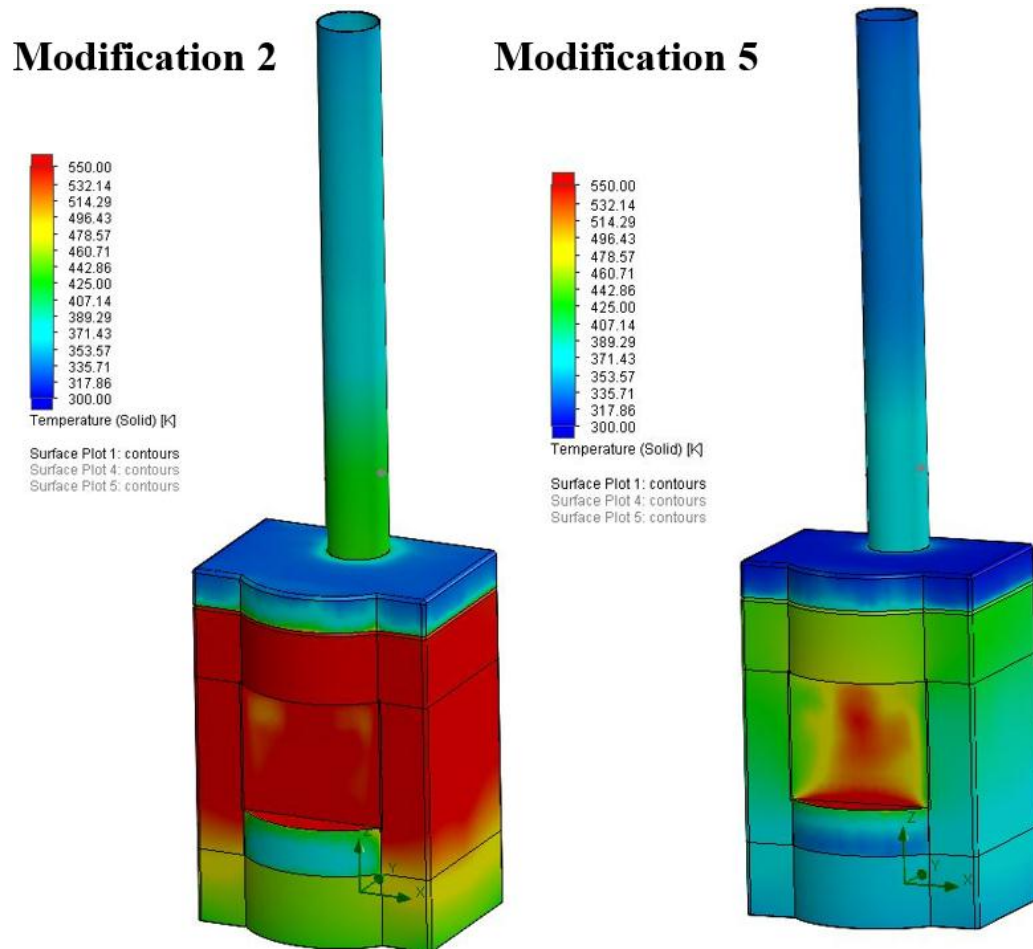 Modification 2
550.00
532.14
514.29
496.43
478.57
460.71
442.86
425.00
407.14
389.29
371.43
353.57
335.71
317.86
300.00
Temperature (Solid) [K]
Surface Plot 1: contours
Surface Plot 4: contours
Surface Plot 5: contours
Z
Y
X
Modification 5
550.00
532.14
514.29
496.43
478.57
460.71
442.86
425.00
407.14
389.29
371.43
353.57
335.71
317.86
300.00
Temperature (Solid) [K]
Surface Plot 1: contours
Surface Plot 4: contours
Surface Plot 5: contours
Z
Y
X